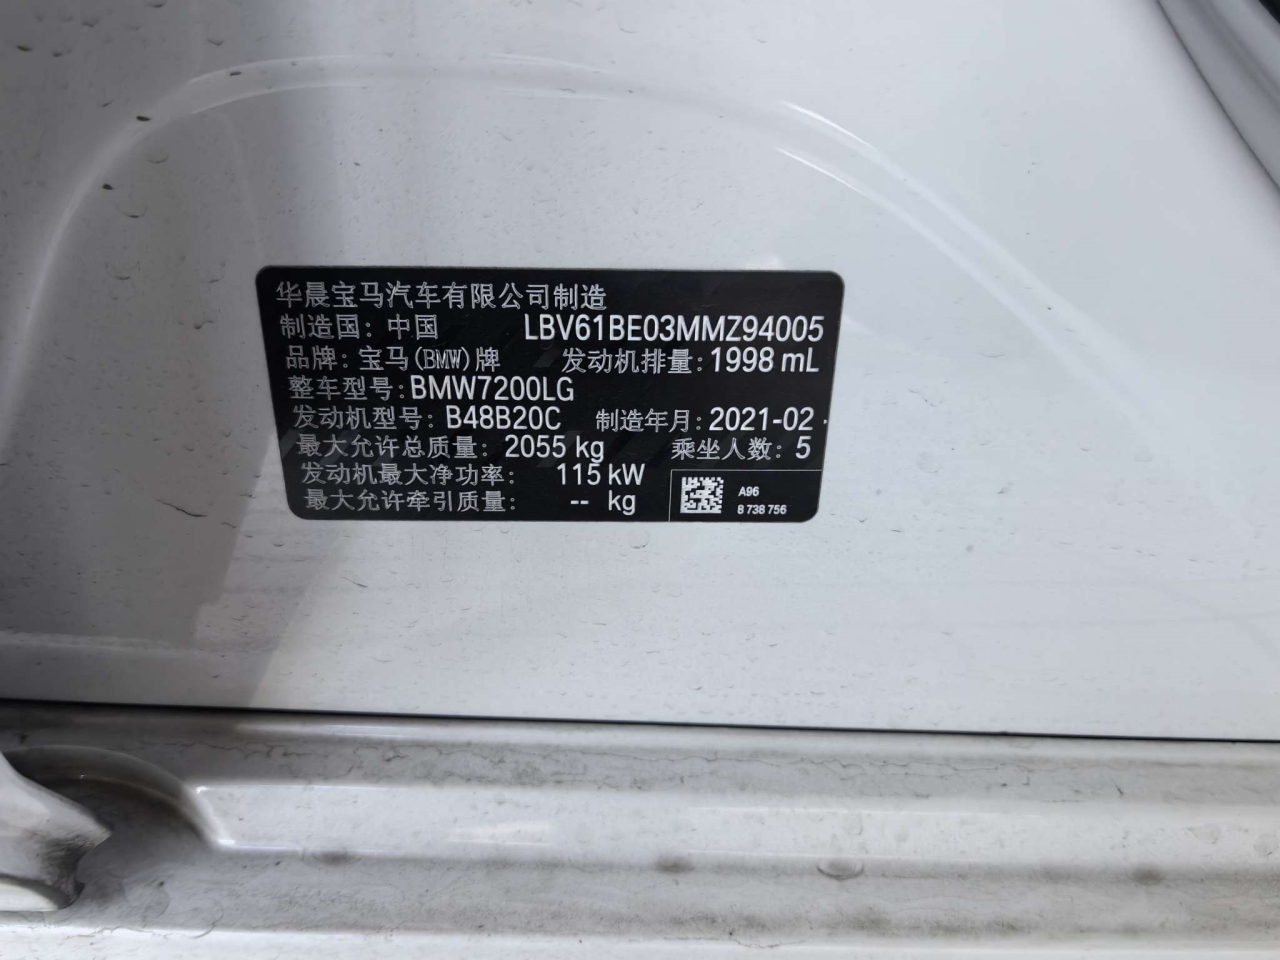 华晨宝马汽车有限公司制造
制造国：中国 LBV61BE03MMZ94005
品牌：宝马(BMW)牌 发动机排量：1998 mL
整车型号：BMW7200LG
发动机型号：B48B20C 制造年月：2021-02
最大允许总质量：2055 kg 乘坐人数：5
发动机最大净功率：115 kW
最大允许牵引质量：-- kg
A96
8 738 756